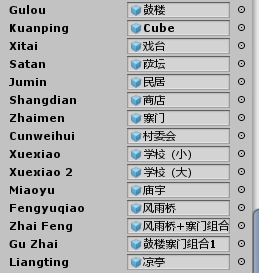 Gulou 鼓楼
Kuanping Cube
Xitai 戏台
Satan 萨坛
Jumin 民居
Shangdian 商店
Zhaimen 寨门
Cunweihui 村委会
Xuexiao 学校（小）
Xuexiao 2 学校（大）
Miaoyu 庙宇
Fengyuqiao 风雨桥
Zhai Feng 风雨桥+寨门组合
Gu Zhai 鼓楼寨门组合1
Liangting 凉亭